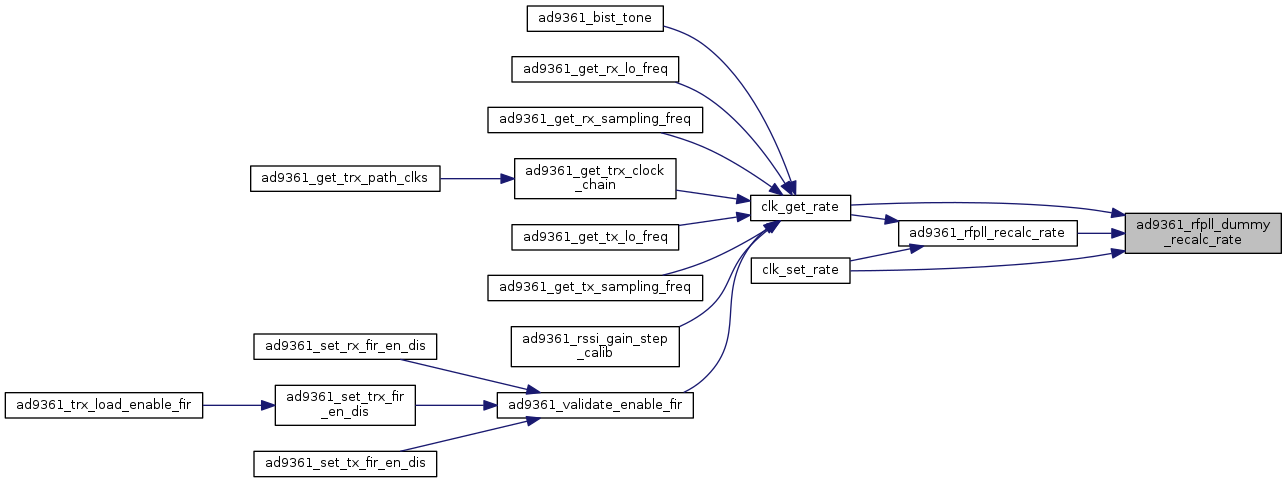 ad9361_bist_tone
ad9361_get_rx_lo_freq
ad9361_get_rx_sampling_freq
ad9361_get_trx_path_clks
ad9361_get_trx_clock
_chain
clk_get_rate
ad9361_rfpll_dummy
_recalc_rate
ad9361_get_tx_lo_freq
ad9361_rfpll_recalc_rate
clk_set_rate
ad9361_get_tx_sampling_freq
ad9361_rssi_gain_step
_calib
ad9361_set_rx_fir_en_dis
ad9361_trx_load_enable_fir
ad9361_set_trx_fir
_en_dis
ad9361_validate_enable_fir
ad9361_set_tx_fir_en_dis